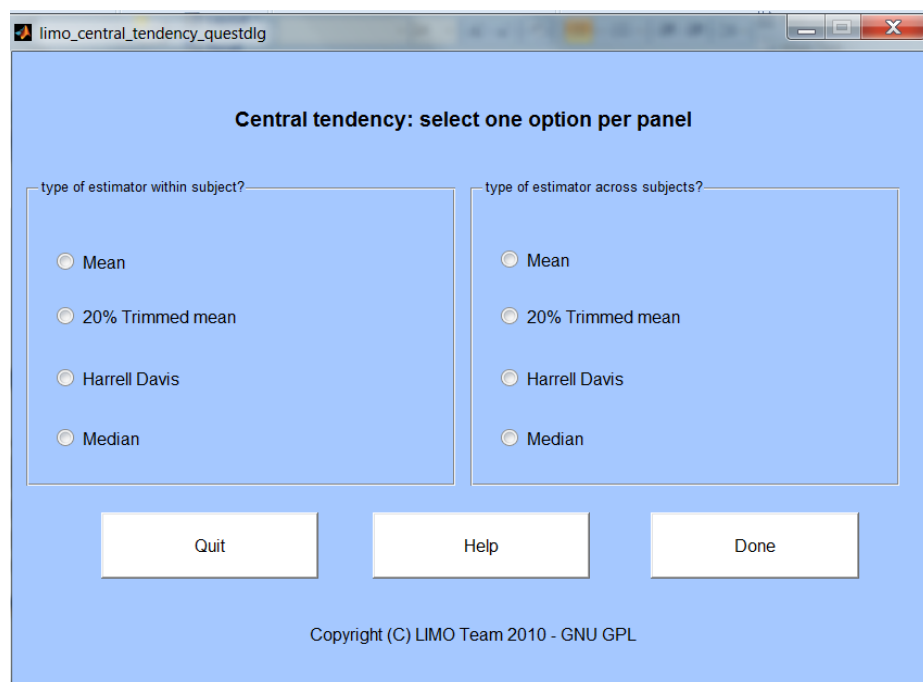 limo_central_tendency_questdlg
Central tendency: select one option per panel
type of estimator within subject?
Mean
20% Trimmed mean
Harrell Davis
Median
type of estimator across subjects?
Mean
20% Trimmed mean
Harrell Davis
Median
Quit
Help
Done
Copyright (C) LIMO Team 2010 - GNU GPL